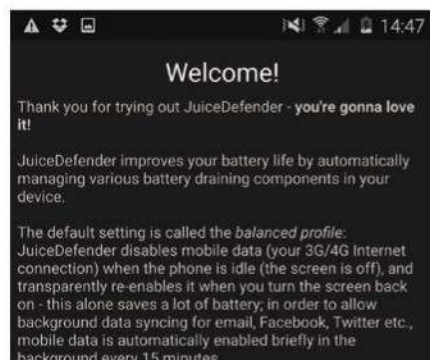 14:47
Welcome!
Thank you for trying out JuiceDefender - you're gonna love
it!
JuiceDefender improves your battery life by automatically
managing various battery draining components in your
device.
The default setting is called the balanced profile:
JuiceDefender disables mobile data (your 3G/4G Internet
connection) when the phone is idle (the screen is off), and
transparently re-enables it when you turn the screen back
on - this alone saves a lot of battery; in order to allow
background data syncing for email, Facebook, Twitter etc.,
mobile data is automatically enabled briefly in the
background every 15 minutes